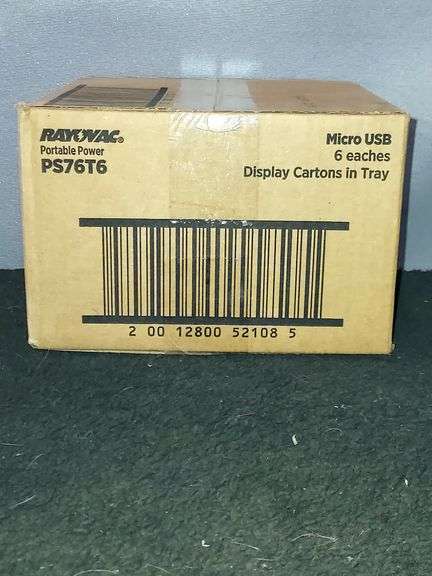 RAYOVAC®
Portable Power
PS76T6
Micro USB
6 eaches
Display Cartons in Tray
2 00 12800 52108 5